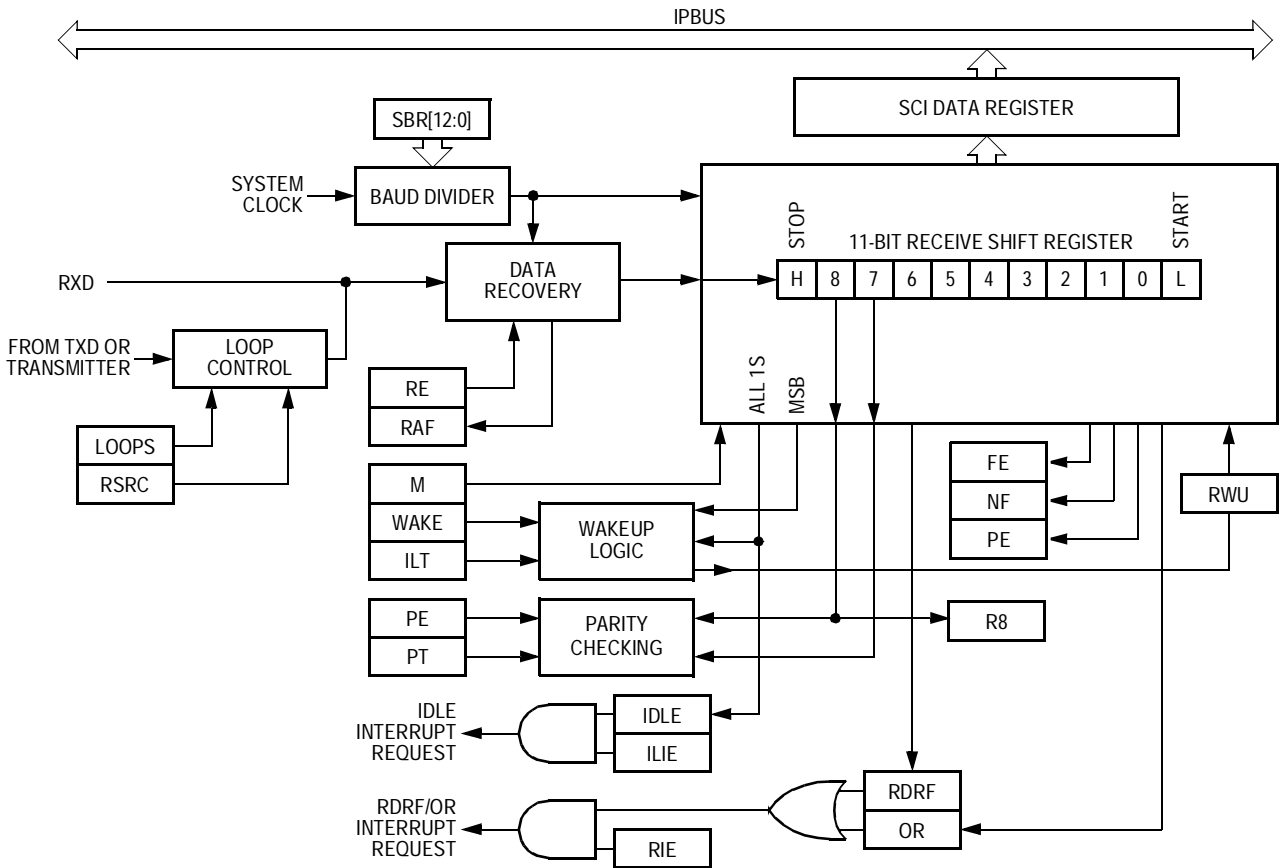 IPBUS
SCI DATA REGISTER
SBR[12:0]
SYSTEM
CLOCK
BAUD DIVIDER
STOP
11-BIT RECEIVE SHIFT REGISTER
START
H 8 7 6 5 4 3 2 1 0 L
RXD
DATA
RECOVERY
FROM TXD OR
TRANSMITTER
LOOP
CONTROL
ALL 1S
MSB
RE
RAF
LOOPS
RSRC
M
WAKE
ILT
WAKEUP
LOGIC
FE
NF
PE
RWU
PE
PT
PARITY
CHECKING
R8
IDLE
INTERRUPT
REQUEST
IDLE
ILIE
RDRF/OR
INTERRUPT
REQUEST
RIE
RDRF
OR